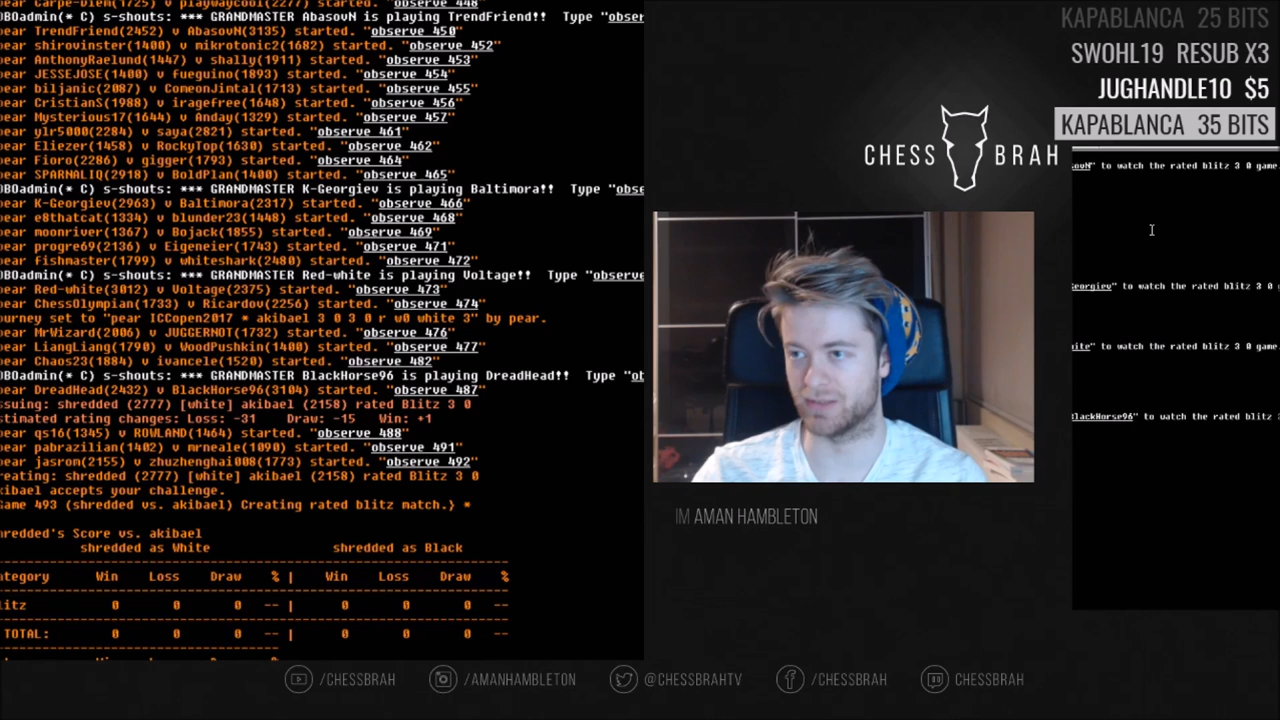 Carpe-Diem(1725) v playwaycool(2277) started. "observe 448
OBOadmin(* C) s-shouts: *** GRANDMASTER AbasovN is playing TrendFriend!! Type "obser
pear TrendFriend(2452) v AbasovN(3135) started. "observe 450"
pear shirovinster(1400) v mikrotonic2(1682) started. "observe 452"
pear AnthonyRaelund(1447) v shally(1911) started. "observe 453"
pear JESSEJOSE(1400) v fueguino(1893) started. "observe 454"
pear biljanic(2087) v ComeonJimtal(1713) started. "observe 455"
pear CristianS(1988) v iragefree(1648) started. "observe 456"
pear Mysterious17(1644) v Anday(1329) started. "observe 457"
pear ylr5000(2284) v saya(2821) started. "observe 461"
pear Eliezer(1458) v RockyTop(1630) started. "observe 462"
pear Fioro(2286) v gigger(1793) started. "observe 464"
pear SPARNALIQ(2918) v BoldPlan(1400) started. "observe 465"
OBOadmin(* C) s-shouts: *** GRANDMASTER K-Georgiev is playing Baltimora!! Type "obse
pear K-Georgiev(2963) v Baltimora(2317) started. "observe 466"
pear e8thatcat(1334) v blunder23(1448) started. "observe 468"
pear moonriver(1367) v Bojack(1855) started. "observe 469"
pear progre69(2136) v Eigeneier(1743) started. "observe 471"
pear fishmaster(1799) v whiteshark(2480) started. "observe 472"
OBOadmin(* C) s-shouts: *** GRANDMASTER Red-white is playing Voltage!! Type "observe
pear Red-white(3012) v Voltage(2375) started. "observe 473"
pear ChessOlympian(1733) v Ricardov(2256) started. "observe 474"
ourney set to "pear ICCopen2017 * akibael 3 0 3 0 r w0 white 3" by pear.
pear MrWizard(2006) v JUGGERNOT(1732) started. "observe 476"
pear LiangLiang(1790) v WoodPushkin(1400) started. "observe 477"
pear Chaos23(1884) v ivancele(1520) started. "observe 482"
OBOadmin(* C) s-shouts: *** GRANDMASTER BlackHorse96 is playing DreadHead!! Type "ob
pear DreadHead(2432) v BlackHorse96(3104) started. "observe 487"
ssuing: shredded (2777) [white] akibael (2158) rated Blitz 3 0
stimated rating changes: Loss: -31 Draw: -15 Win: +1
pear qs16(1345) v ROWLAND(1464) started. "observe 488"
pear pabrazilian(1402) v mrneale(1090) started. "observe 491"
pear jasrom(2155) v zhuzhenghai008(1773) started. "observe 492"
reating: shredded (2777) [white] akibael (2158) rated Blitz 3 0
kibael accepts your challenge.
Game 493 (shredded vs. akibael) Creating rated blitz match.} *
hredded's Score vs. akibael
shredded as White shredded as Black
ategory Win Loss Draw % | Win Loss Draw %
litz 0 0 0 -- | 0 0 0 --
TOTAL: 0 0 0 -- | 0 0 0 --
KAPABLANCA 25 BITS
SWOHL19 RESUB X3
JUGHANDLE10 $5
KAPABLANCA 35 BITS
CHESS BRAH
sovN" to watch the rated blitz 3 0 game.
Georgiev" to watch the rated blitz 3 0 g
hite" to watch the rated blitz 3 0 game.
BlackHorse96" to watch the rated blitz 3
IM AMAN HAMBLETON
/CHESSBRAH
/AMANHAMBLETON
@CHESSBRAHTV
/CHESSBRAH
CHESSBRAH